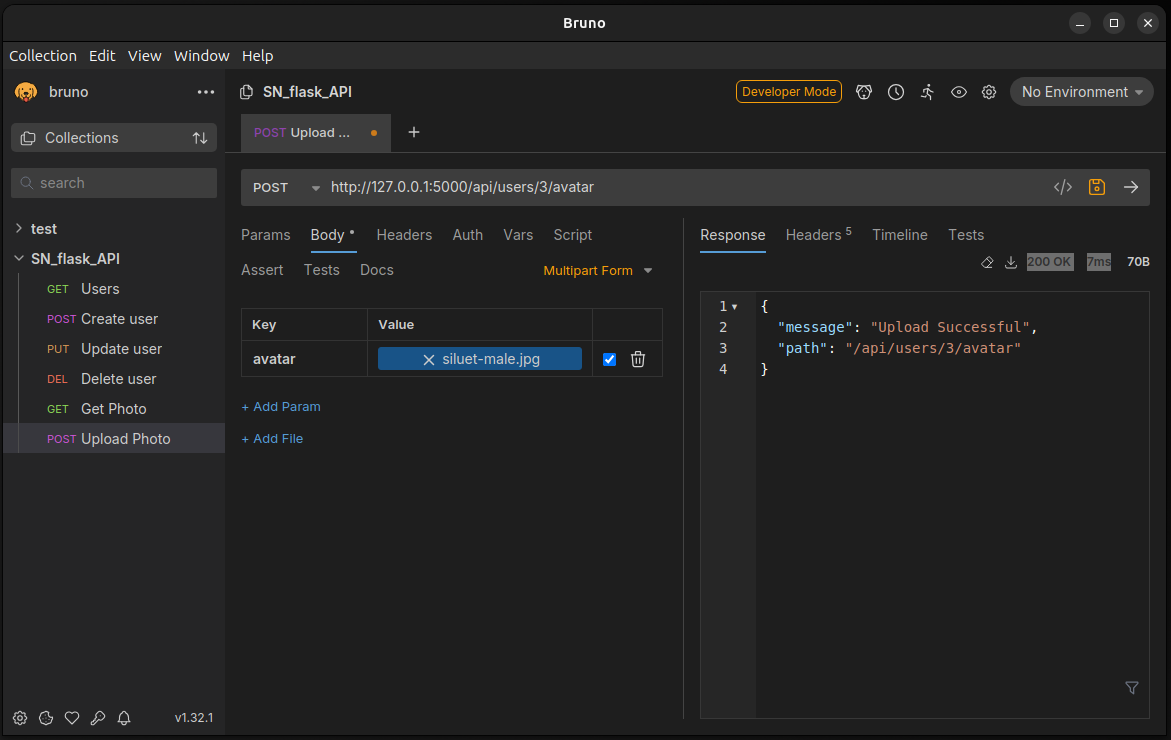 Bruno
Collection Edit View Window Help
bruno
SN_flask_API
Developer Mode
No Environment
Collections
POST Upload ...
search
POST
http://127.0.0.1:5000/api/users/3/avatar
test
SN_flask_API
GET Users
POST Create user
PUT Update user
DEL Delete user
GET Get Photo
POST Upload Photo
Params Body * Headers Auth Vars Script
Assert Tests Docs
Multipart Form
Key Value
avatar siluet-male.jpg
+ Add Param
+ Add File
Response Headers 5 Timeline Tests
200 OK 7ms 70B
1 {
2 "message": "Upload Successful",
3 "path": "/api/users/3/avatar"
4 }
v1.32.1